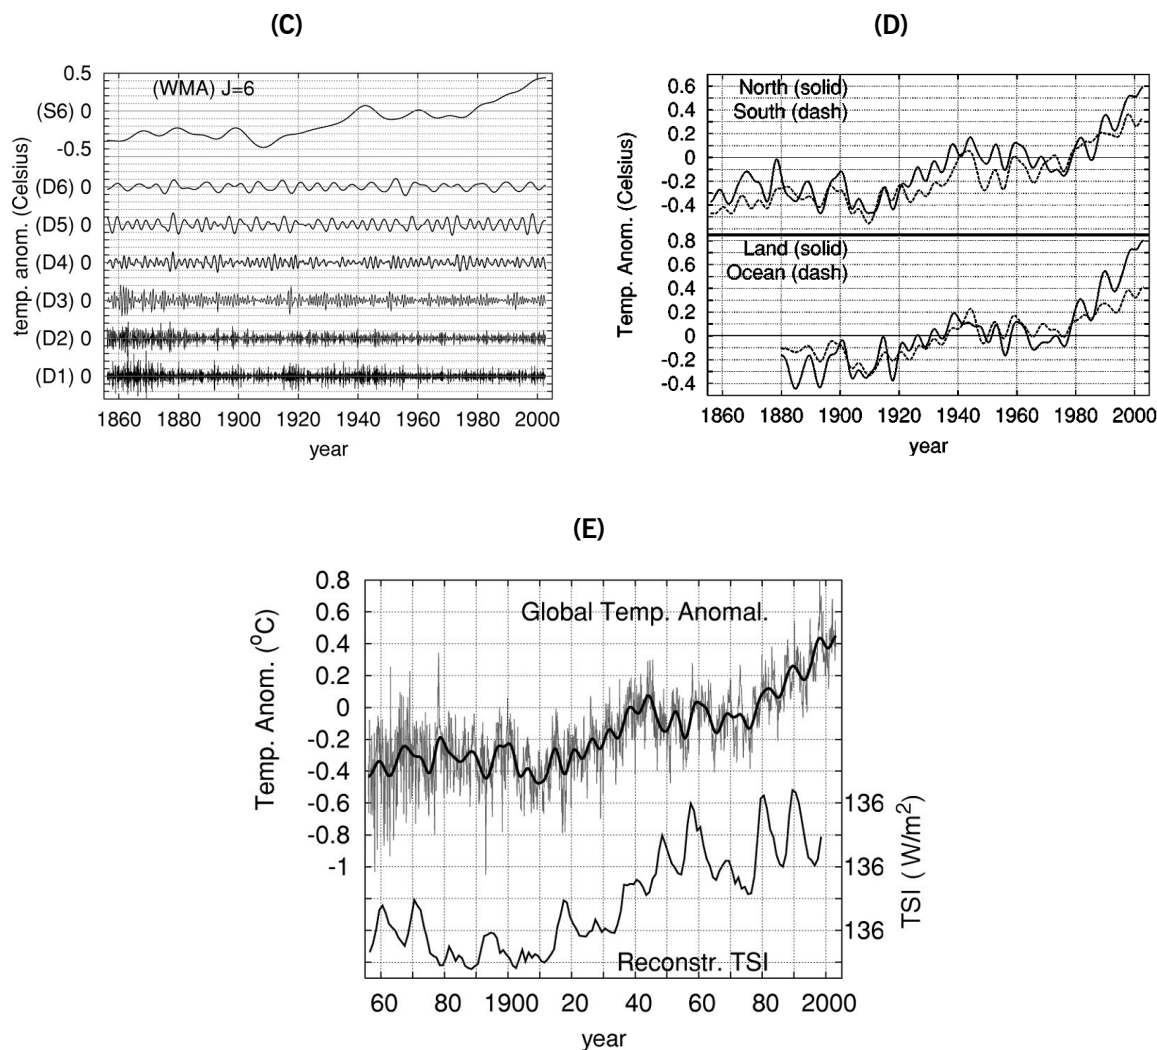 (C)
(WMA) J=6
0.5
(S6) 0
-0.5
(D6) 0
(D5) 0
(D4) 0
(D3) 0
(D2) 0
(D1) 0
temp. anom. (Celsius)
1860 1880 1900 1920 1940 1960 1980 2000
year
(D)
North (solid)
South (dash)
0.6
0.4
0.2
0
-0.2
-0.4
Land (solid)
Ocean (dash)
0.8
0.6
0.4
0.2
0
-0.2
-0.4
Temp. Anom. (Celsius)
1860 1880 1900 1920 1940 1960 1980 2000
year
(E)
Global Temp. Anomal.
0.8
0.6
0.4
0.2
0
-0.2
-0.4
-0.6
-0.8
-1
Temp. Anom. (°C)
136
136
136
TSI ( W/m²)
Reconstr. TSI
60 80 1900 20 40 60 80 2000
year